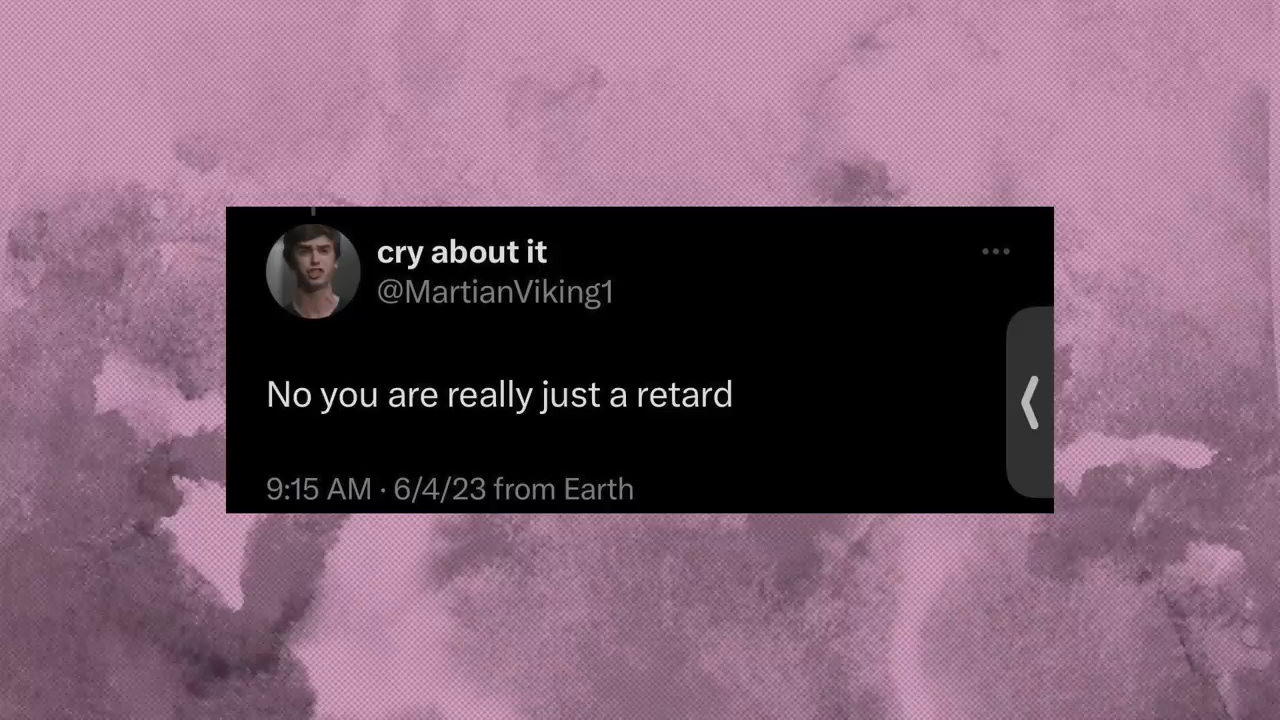 cry about it
@MartianViking1
No you are really just a retard
9:15 AM · 6/4/23 from Earth